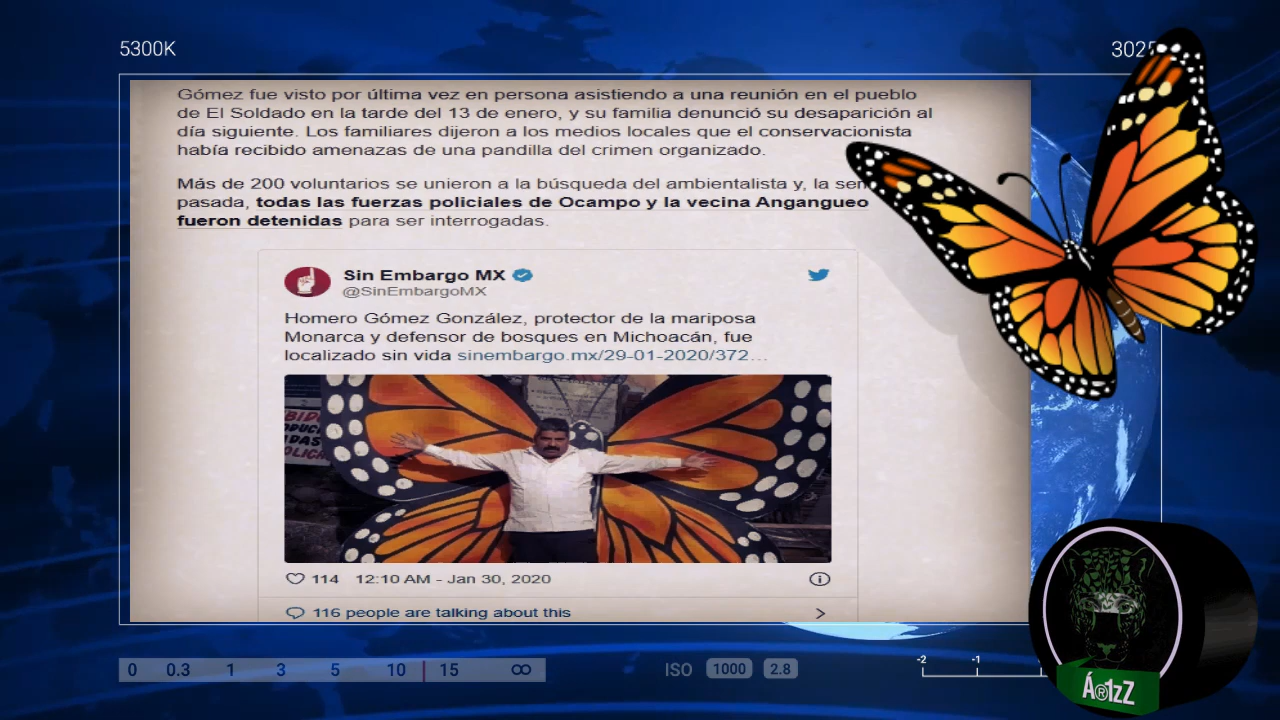 5300K
302
Gómez fue visto por última vez en persona asistiendo a una reunión en el pueblo
de El Soldado en la tarde del 13 de enero, y su familia denunció su desaparición al
día siguiente. Los familiares dijeron a los medios locales que el conservacionista
había recibido amenazas de una pandilla del crimen organizado.
Más de 200 voluntarios se unieron a la búsqueda del ambientalista y, la
pasada, todas las fuerzas policiales de Ocampo y la vecina Angangueo
fueron detenidas para ser interrogadas.
Sin Embargo MX
@SinEmbargoMX
Homero Gómez González, protector de la mariposa
Monarca y defensor de bosques en Michoacán, fue
localizado sin vida sinembargo.mx/29-01-2020/372...
114 12:10 AM - Jan 30, 2020
116 people are talking about this
0 0.3 1 3 5 10 15 ∞
ISO 1000 2.8
-2 -1
Á®1zZ